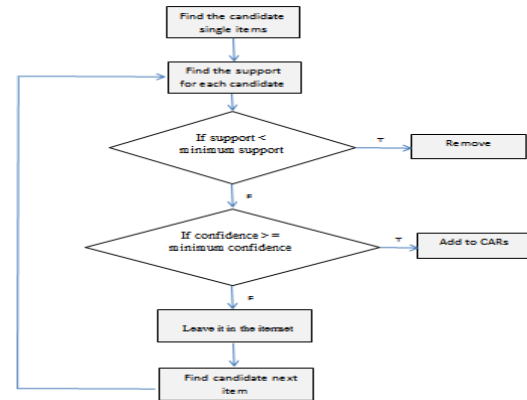 Find the candidate
single items
Find the support
for each candidate
If support <
minimum support
T
Remove
F
If confidence > =
minimum confidence
T
Add to CARs
F
Leave it in the itemset
Find candidate next
item